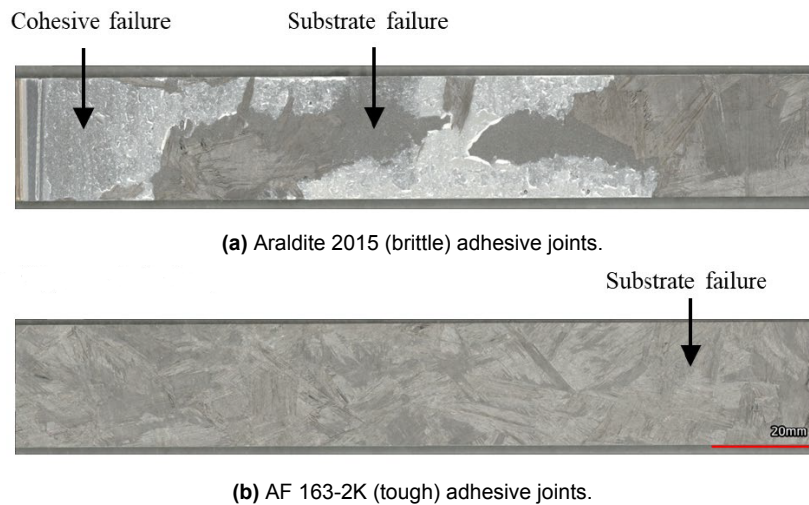 Cohesive failure
Substrate failure
(a) Araldite 2015 (brittle) adhesive joints.
Substrate failure
20mm
(b) AF 163-2K (tough) adhesive joints.